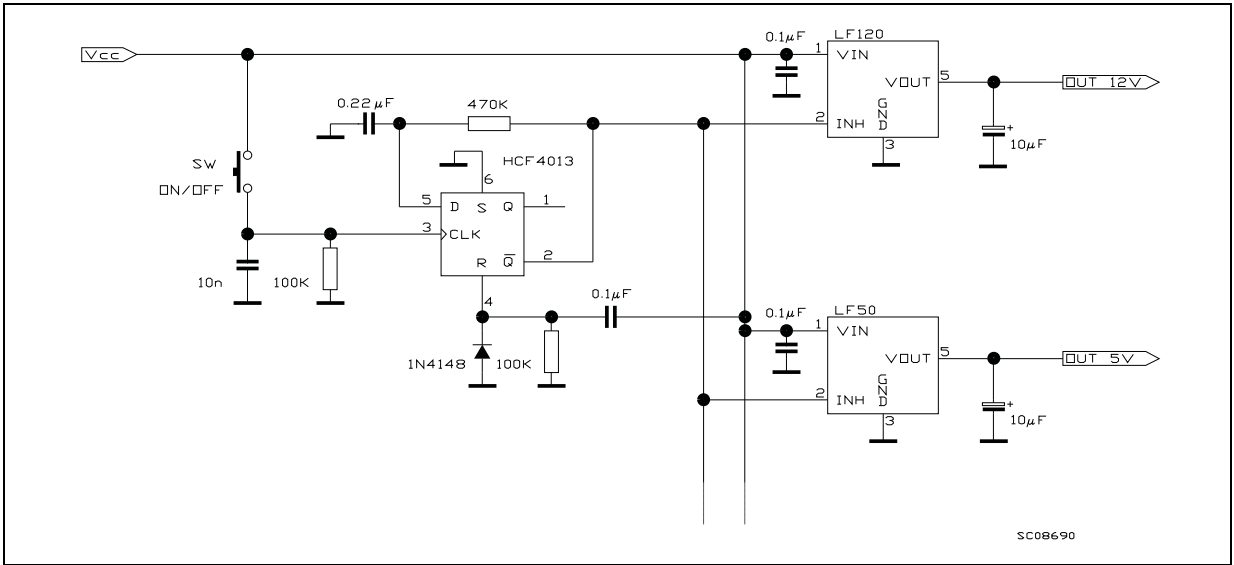 Vcc
0.1µF
LF120
1
VIN
VOUT
5
OUT 12V
2
INH
GND
3
+
10µF
0.22µF
470K
HCF4013
SW
ON/OFF
6
5
D
S
Q
1
3
CLK
R
Q̅
2
10n
100K
4
0.1µF
1N4148
100K
0.1µF
LF50
1
VIN
VOUT
5
OUT 5V
2
INH
GND
3
+
10µF
SC08690